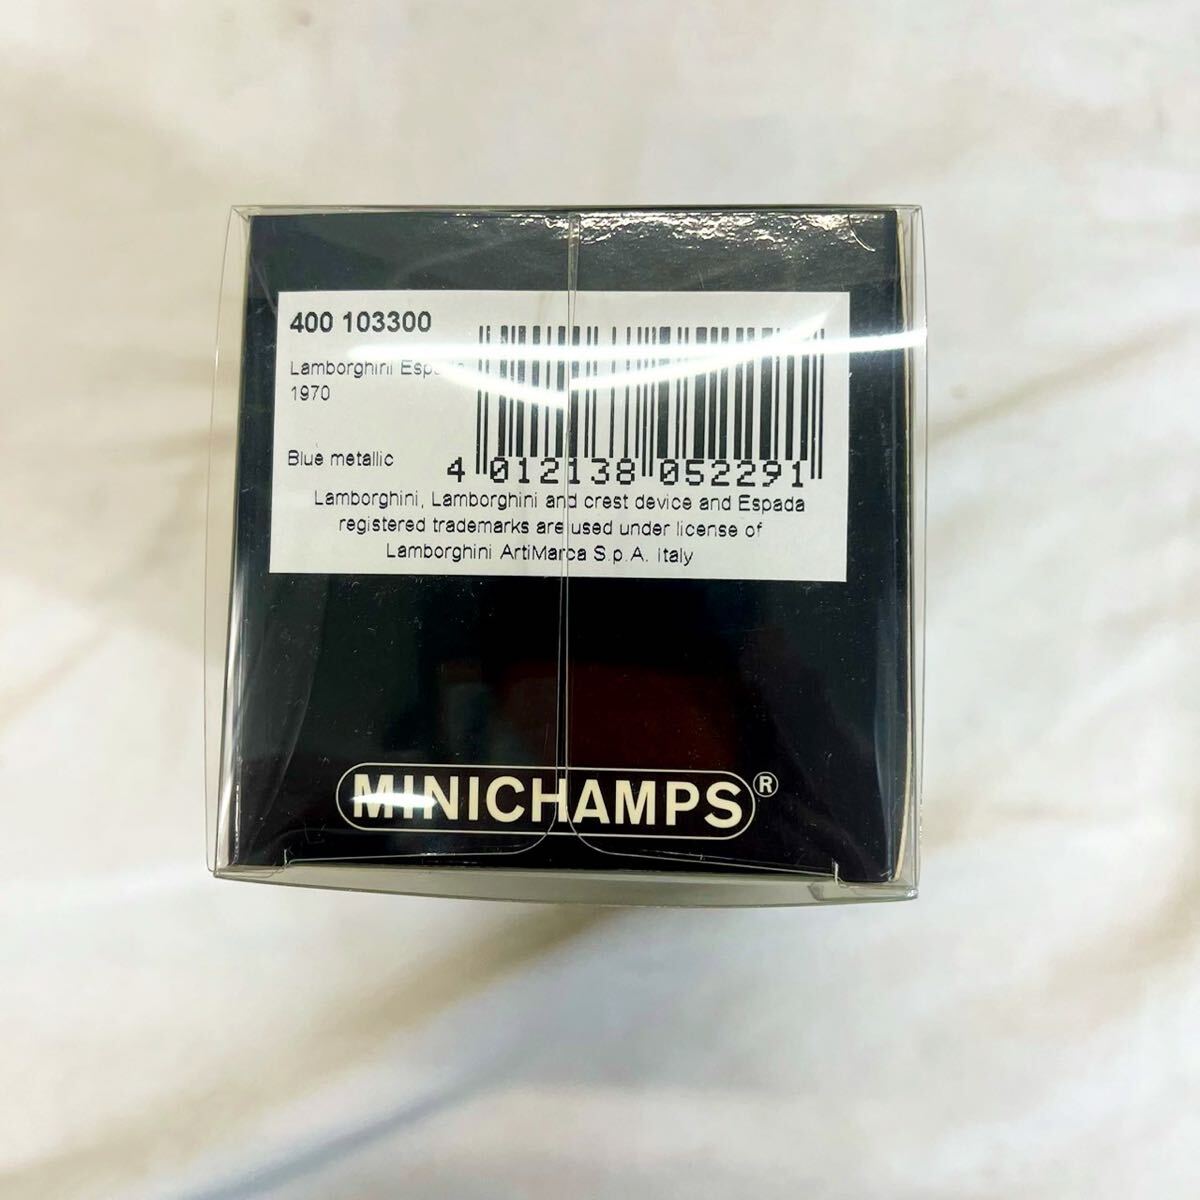 400 103300
Lamborghini Espada
1970
Blue metallic
4 012138 052291
Lamborghini, Lamborghini and crest device and Espada
registered trademarks are used under license of
Lamborghini ArtiMarca S.p.A. Italy
MINICHAMPS®